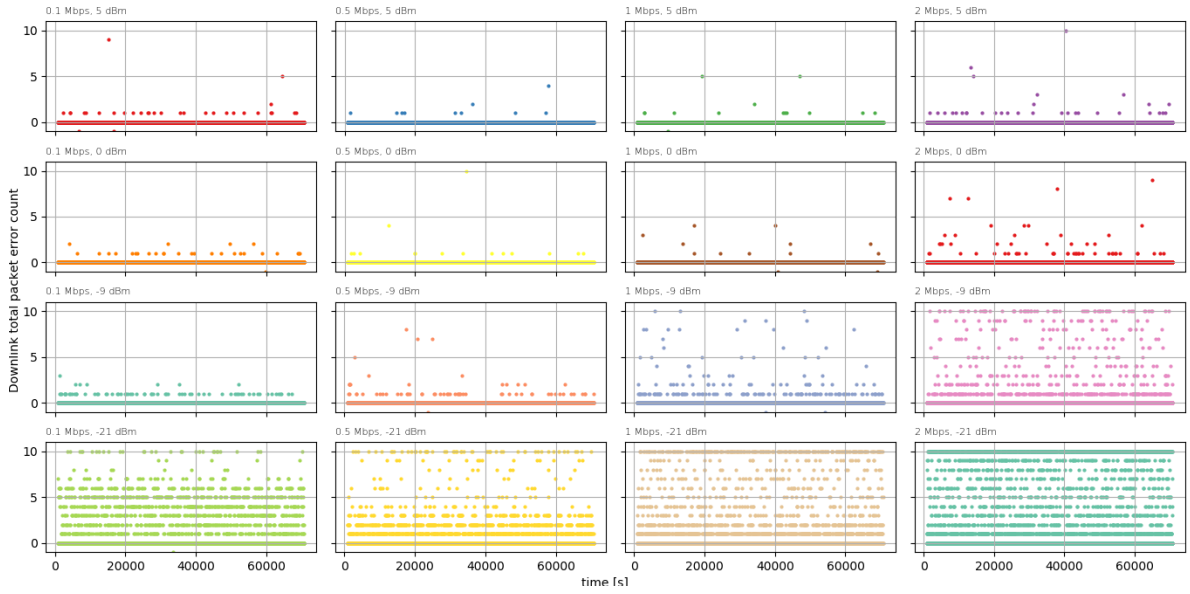 0.1 Mbps, 5 dBm
0.5 Mbps, 5 dBm
1 Mbps, 5 dBm
2 Mbps, 5 dBm
10
5
0
0.1 Mbps, 0 dBm
0.5 Mbps, 0 dBm
1 Mbps, 0 dBm
2 Mbps, 0 dBm
10
5
0
Downlink total packet error count
0.1 Mbps, -9 dBm
0.5 Mbps, -9 dBm
1 Mbps, -9 dBm
2 Mbps, -9 dBm
10
5
0
0.1 Mbps, -21 dBm
0.5 Mbps, -21 dBm
1 Mbps, -21 dBm
2 Mbps, -21 dBm
10
5
0
0 20000 40000 60000
0 20000 40000 60000
0 20000 40000 60000
0 20000 40000 60000
time [s]